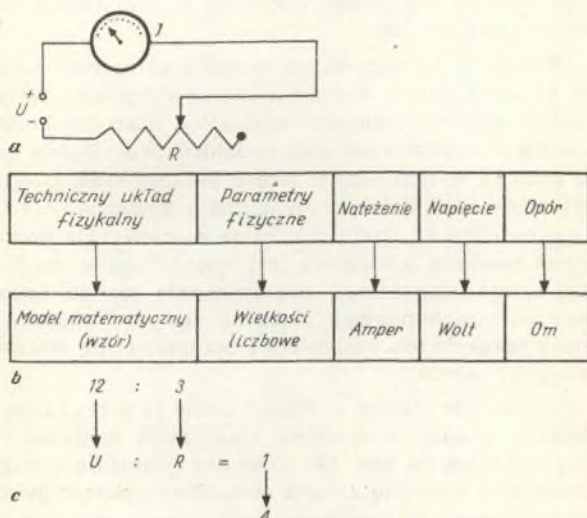 J
+
U
-
R
a
Techniczny układ fizykalny
Parametry fizyczne
Natężenie
Napięcie
Opór
Model matematyczny (wzór)
Wielkości liczbowe
Amper
Wolt
Om
b
12 : 3
U : R = 1
c
4